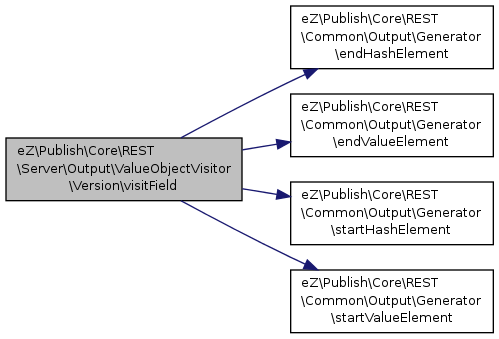 eZ\Publish\Core\REST
\Server\Output\ValueObjectVisitor
\Version\visitField
eZ\Publish\Core\REST
\Common\Output\Generator
\endHashElement
eZ\Publish\Core\REST
\Common\Output\Generator
\endValueElement
eZ\Publish\Core\REST
\Common\Output\Generator
\startHashElement
eZ\Publish\Core\REST
\Common\Output\Generator
\startValueElement